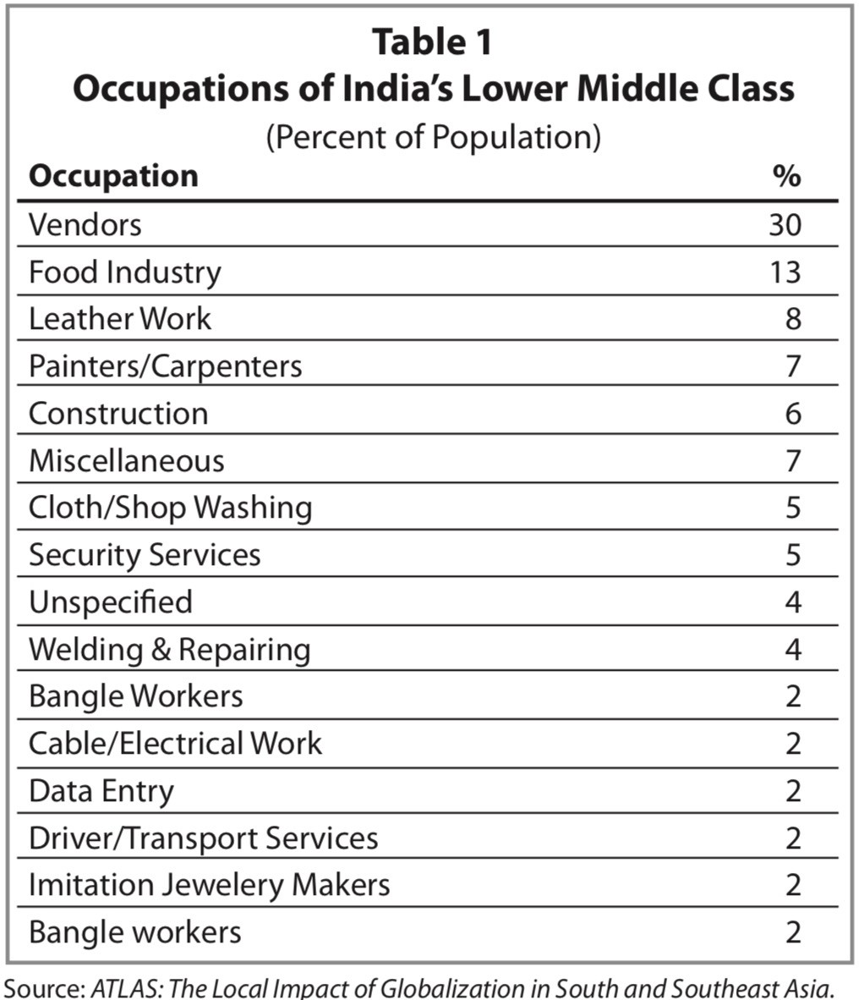 Table 1
Occupations of India's Lower Middle Class
(Percent of Population)
Occupation %
Vendors 30
Food Industry 13
Leather Work 8
Painters/Carpenters 7
Construction 6
Miscellaneous 7
Cloth/Shop Washing 5
Security Services 5
Unspecified 4
Welding & Repairing 4
Bangle Workers 2
Cable/Electrical Work 2
Data Entry 2
Driver/Transport Services 2
Imitation Jewelery Makers 2
Bangle workers 2
Source: ATLAS: The Local Impact of Globalization in South and Southeast Asia.